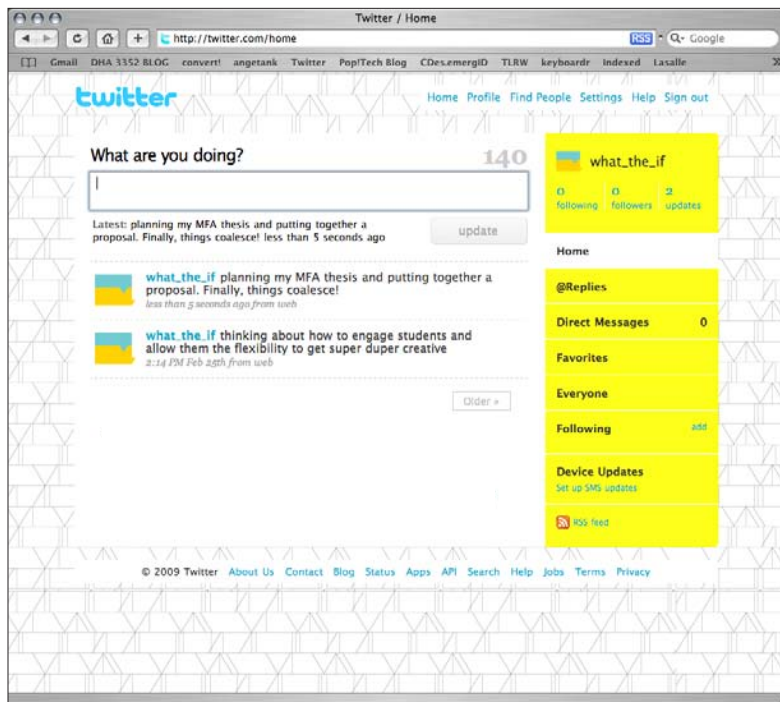 Twitter / Home
http://twitter.com/home
RSS
Google
Gmail DHA 3352 BLOG convert! angetank Twitter Pop!Tech Blog CDes.emergID TLRW keyboardr Indexed Lasalle
twitter
Home Profile Find People Settings Help Sign out
What are you doing?
140
Latest: planning my MFA thesis and putting together a
proposal. Finally, things coalesce! less than 5 seconds ago
update
what_the_if planning my MFA thesis and putting together a
proposal. Finally, things coalesce!
less than 5 seconds ago from web
what_the_if thinking about how to engage students and
allow them the flexibility to get super duper creative
2:14 PM Feb 25th from web
Older »
what_the_if
0 0 2
following followers updates
Home
@Replies
Direct Messages 0
Favorites
Everyone
Following add
Device Updates
Set up SMS updates
RSS feed
© 2009 Twitter About Us Contact Blog Status Apps API Search Help Jobs Terms Privacy